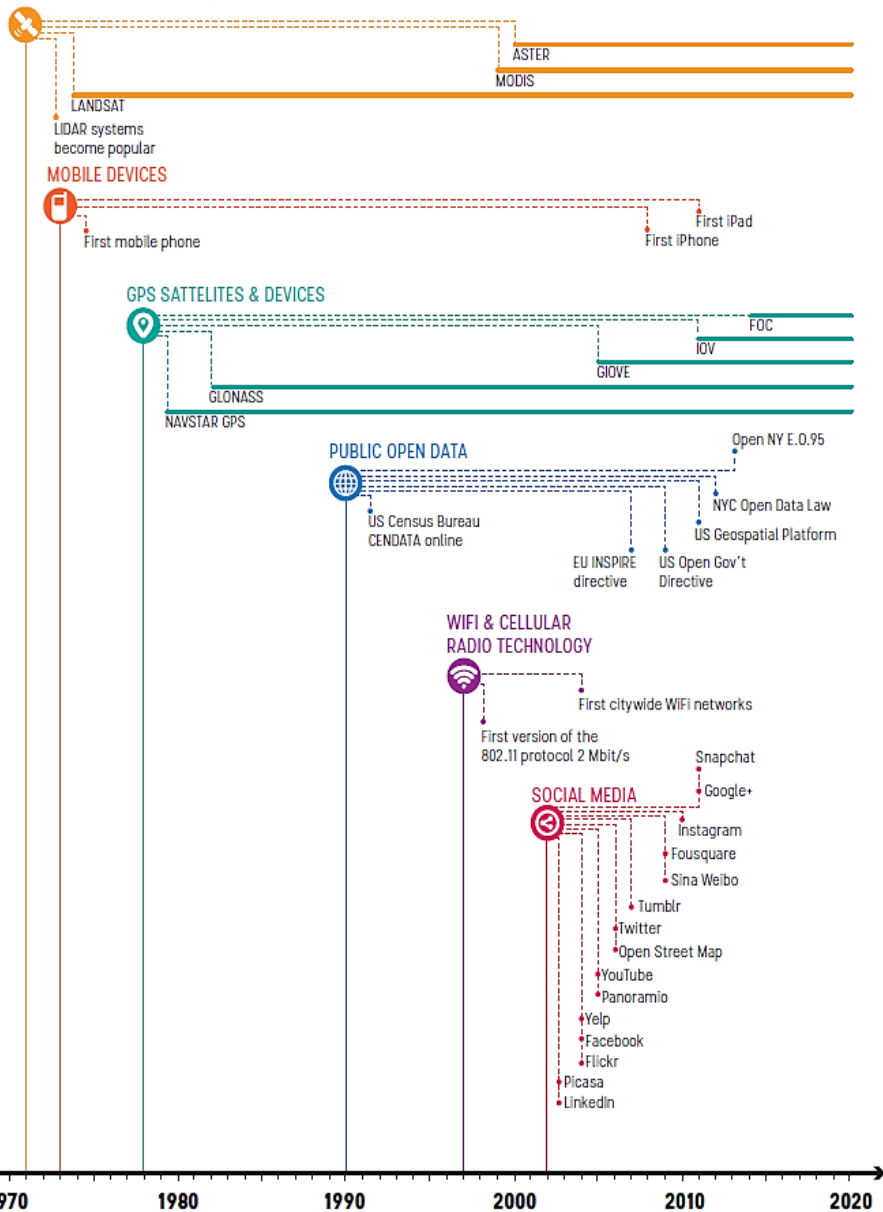 ASTER
MODIS
LANDSAT
LIDAR systems
become popular
MOBILE DEVICES
First iPad
First mobile phone
First iPhone
GPS SATTELITES & DEVICES
FOC
IOV
GIOVE
GLONASS
NAVSTAR GPS
Open NY E.O.95
PUBLIC OPEN DATA
NYC Open Data Law
US Census Bureau
CENDATA online
US Geospatial Platform
EU INSPIRE
directive
US Open Gov't
Directive
WIFI & CELLULAR
RADIO TECHNOLOGY
First citywide WiFi networks
First version of the
802.11 protocol 2 Mbit/s
Snapchat
Google+
SOCIAL MEDIA
Instagram
Fousquare
Sina Weibo
Tumblr
Twitter
Open Street Map
YouTube
Panoramio
Yelp
Facebook
Flickr
Picasa
LinkedIn
970 1980 1990 2000 2010 2020